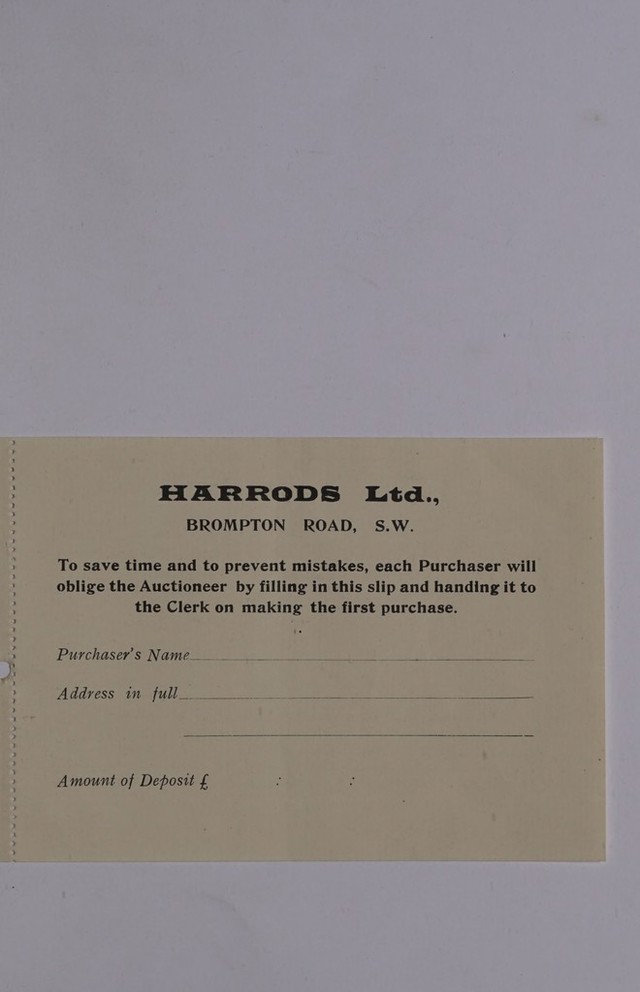 HARRODS Ltd.,
BROMPTON ROAD, S.W.
To save time and to prevent mistakes, each Purchaser will
oblige the Auctioneer by filling in this slip and handing it to
the Clerk on making the first purchase.
Purchaser's Name
Address in full
Amount of Deposit £ : :